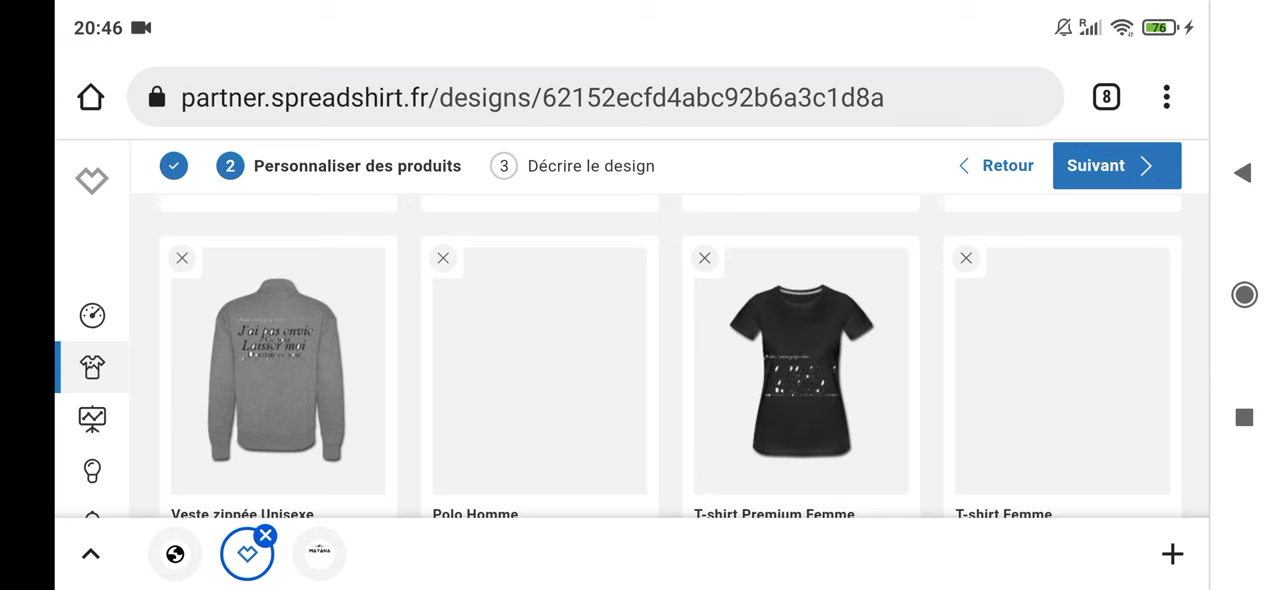 20:46
R
76
partner.spreadshirt.fr/designs/62152ecfd4abc92b6a3c1d8a
8
2 Personnaliser des produits
3 Décrire le design
Retour
Suivant
J'ai pas envie
Laisser moi
Veste zippée Unisexe
Polo Homme
T-shirt Premium Femme
T-shirt Femme
MAYANA